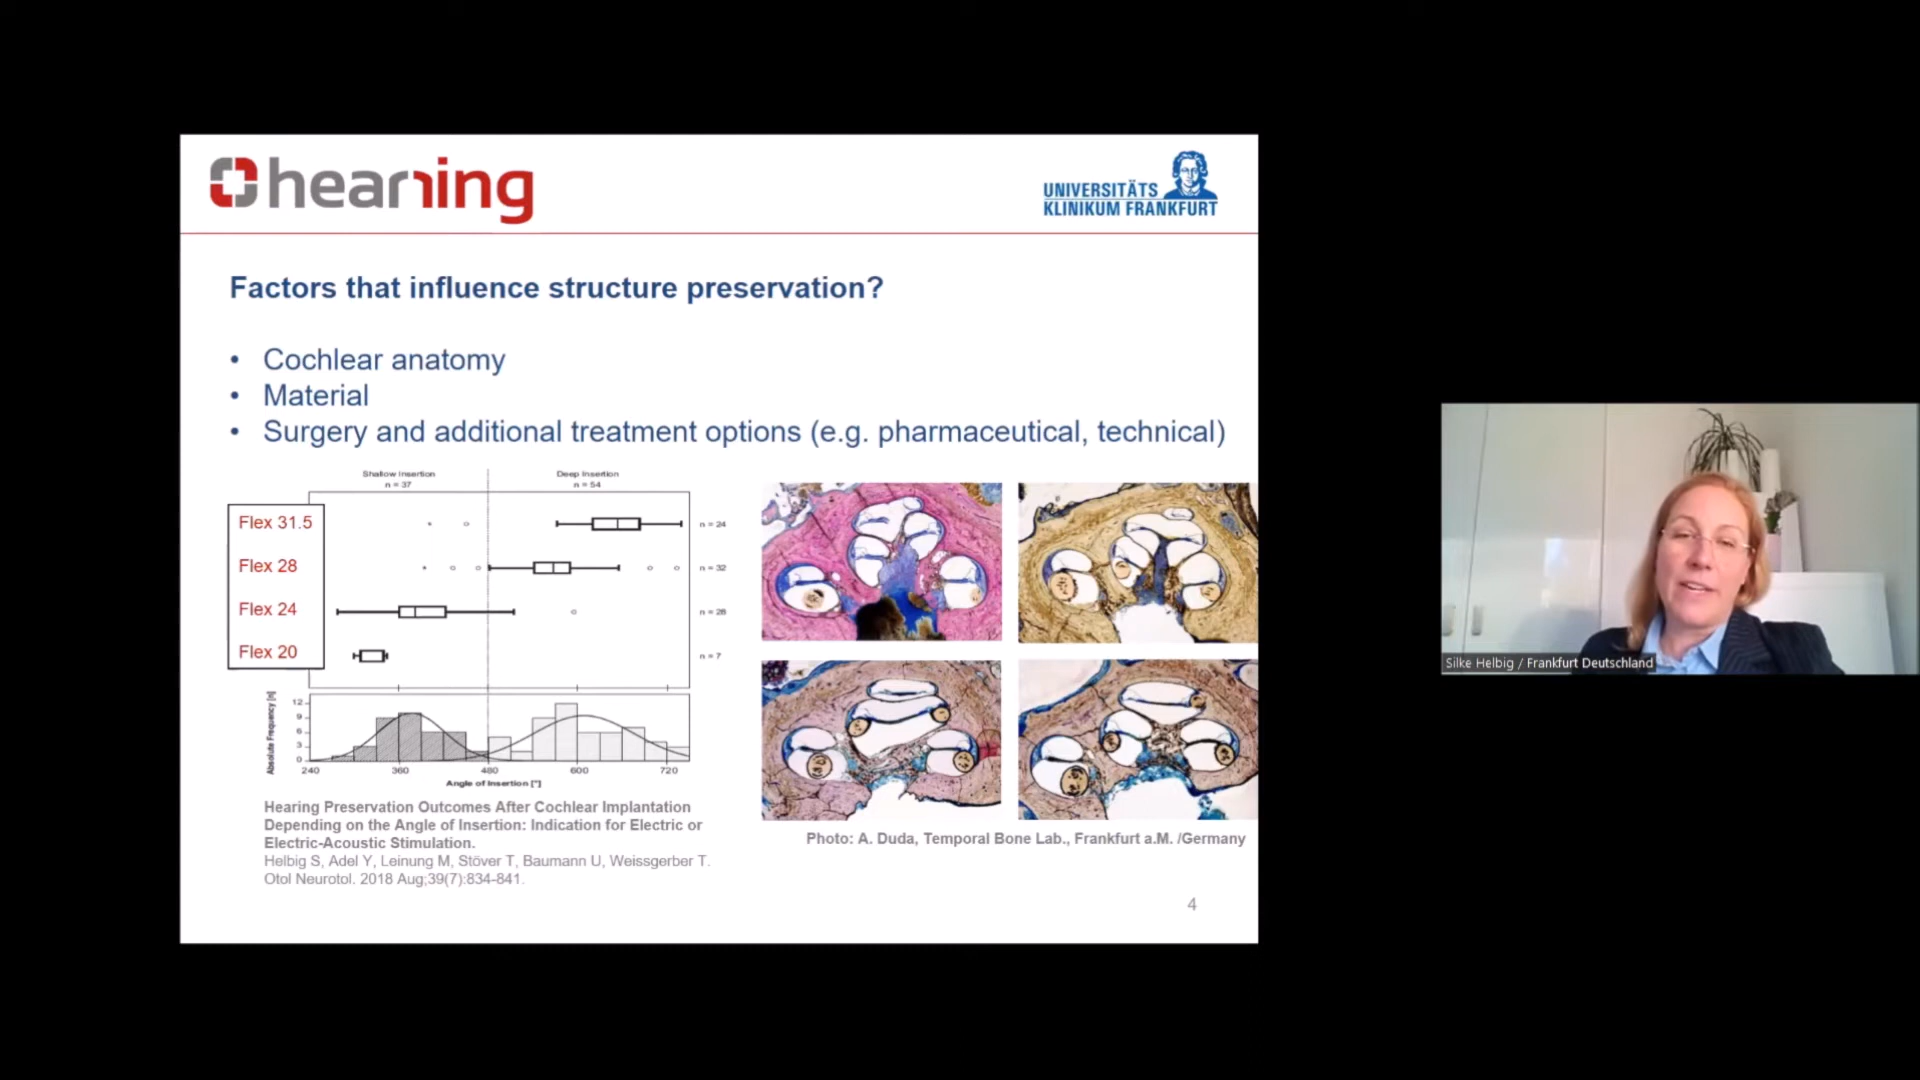 hearring
UNIVERSITÄTS
KLINIKUM FRANKFURT
Factors that influence structure preservation?
• Cochlear anatomy
• Material
• Surgery and additional treatment options (e.g. pharmaceutical, technical)
Shallow Insertion
n = 37
Deep Insertion
n = 54
Flex 31.5
n = 24
Flex 28
n = 32
Flex 24
n = 28
Flex 20
n = 7
Absolute Frequency [n]
12
9
6
3
0
240 360 480 600 720
Angle of Insertion [°]
Hearing Preservation Outcomes After Cochlear Implantation
Depending on the Angle of Insertion: Indication for Electric or
Electric-Acoustic Stimulation.
Helbig S, Adel Y, Leinung M, Stöver T, Baumann U, Weissgerber T.
Otol Neurotol. 2018 Aug;39(7):834-841.
Photo: A. Duda, Temporal Bone Lab., Frankfurt a.M. /Germany
4
Silke Helbig / Frankfurt Deutschland